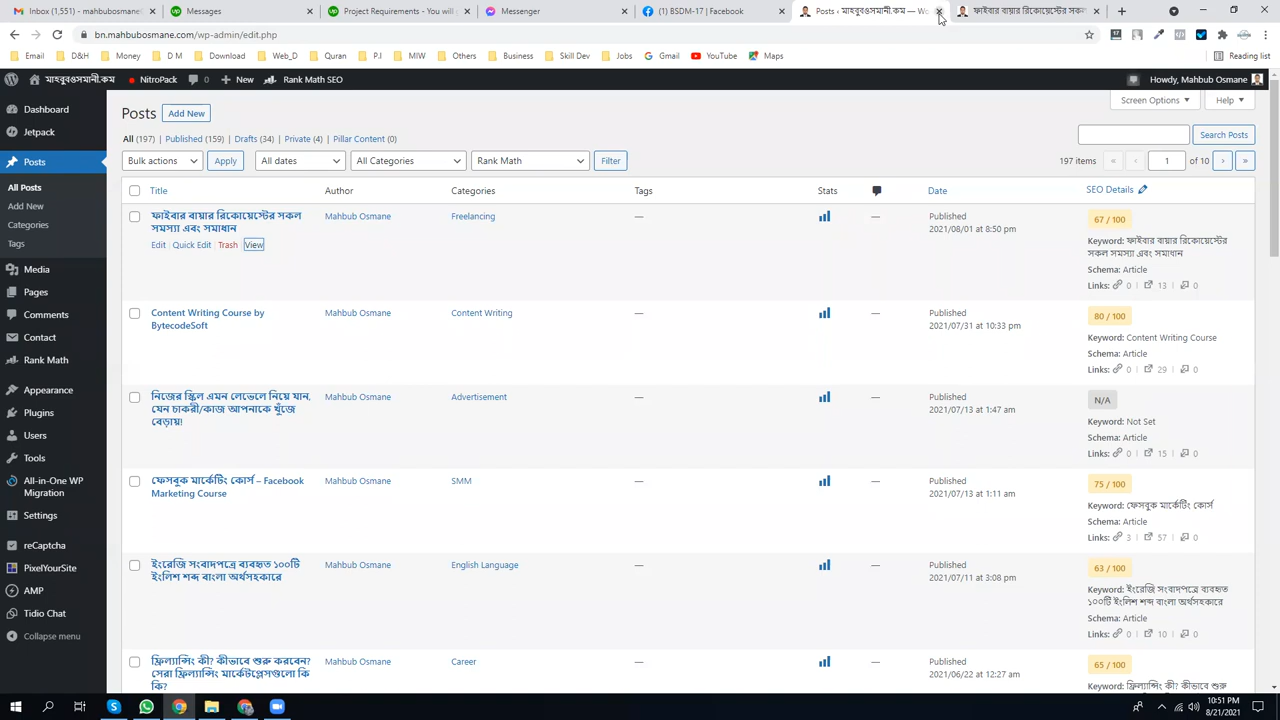 Inbox (1,551) - mahbubosmane@
Messages
Project Requirements - You will g
Messenger
(1) BSDM-17 | Facebook
Posts ‹ মাহবুবওসমানী.কম — Wo
ফাইবার বায়ার রিকোয়েস্টের সকল
bn.mahbubosmane.com/wp-admin/edit.php
Email D&H Money D M Download Web_D Quran P.I MIW Others Business Skill Dev Jobs Gmail YouTube Maps Reading list
মাহবুবওসমানী.কম NitroPack 0 New Rank Math SEO Howdy, Mahbub Osmane
Dashboard
Jetpack
Posts
All Posts
Add New
Categories
Tags
Media
Pages
Comments
Contact
Rank Math
Appearance
Plugins
Users
Tools
All-in-One WP
Migration
Settings
reCaptcha
PixelYourSite
AMP
Tidio Chat
Collapse menu
Screen Options Help
Posts Add New
All (197) | Published (159) | Drafts (34) | Private (4) | Pillar Content (0)
Search Posts
Bulk actions Apply All dates All Categories Rank Math Filter 197 items « ‹ 1 of 10 › »
Title Author Categories Tags Stats Date SEO Details
ফাইবার বায়ার রিকোয়েস্টের সকল
সমস্যা এবং সমাধান
Edit | Quick Edit | Trash | View
Mahbub Osmane
Freelancing
—
—
Published
2021/08/01 at 8:50 pm
67 / 100
Keyword: ফাইবার বায়ার রিকোয়েস্টের
সকল সমস্যা এবং সমাধান
Schema: Article
Links: 0 | 13 | 0
Content Writing Course by
BytecodeSoft
Mahbub Osmane
Content Writing
—
—
Published
2021/07/31 at 10:33 pm
80 / 100
Keyword: Content Writing Course
Schema: Article
Links: 0 | 29 | 0
নিজের স্কিল এমন লেভেলে নিয়ে যান,
যেন চাকরী/কাজ আপনাকে খুঁজে
বেড়ায়!
Mahbub Osmane
Advertisement
—
—
Published
2021/07/13 at 1:47 am
N/A
Keyword: Not Set
Schema: Article
Links: 0 | 15 | 0
ফেসবুক মার্কেটিং কোর্স – Facebook
Marketing Course
Mahbub Osmane
SMM
—
—
Published
2021/07/13 at 1:11 am
75 / 100
Keyword: ফেসবুক মার্কেটিং কোর্স
Schema: Article
Links: 3 | 57 | 0
ইংরেজি সংবাদপত্রে ব্যবহৃত ১০০টি
ইংলিশ শব্দ বাংলা অর্থসহকারে
Mahbub Osmane
English Language
—
—
Published
2021/07/11 at 3:08 pm
63 / 100
Keyword: ইংরেজি সংবাদপত্রে ব্যবহৃত
১০০টি ইংলিশ শব্দ বাংলা অর্থসহকারে
Schema: Article
Links: 0 | 10 | 0
ফ্রিল্যান্সিং কী? কীভাবে শুরু করবেন?
সেরা ফ্রিল্যান্সিং মার্কেটপ্লেসগুলো কি
কি?
Mahbub Osmane
Career
—
—
Published
2021/06/22 at 12:27 am
65 / 100
Keyword: ফ্রিল্যান্সিং কী? কীভাবে শুরু
10:51 PM
8/21/2021